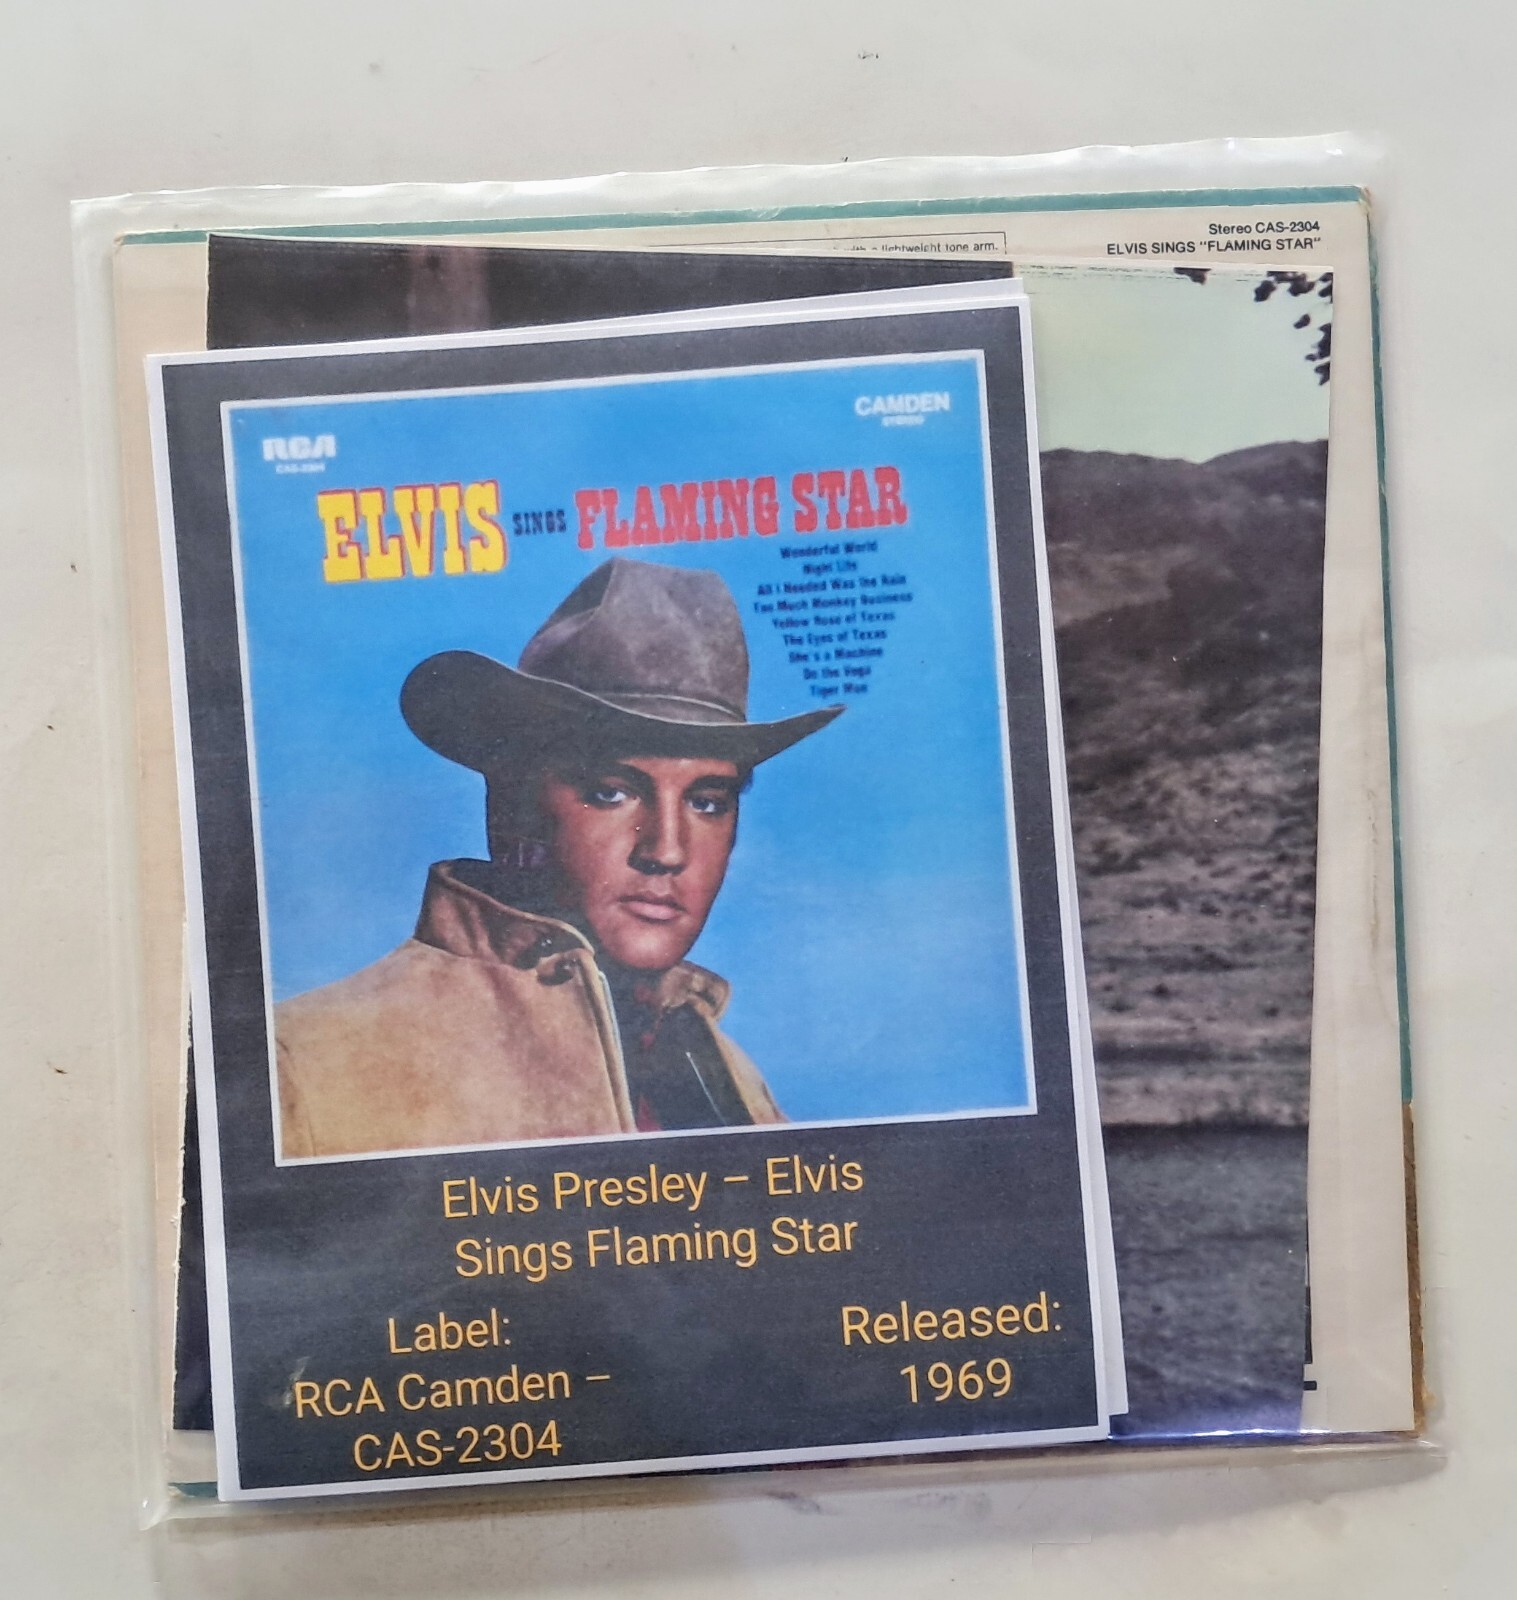 Stereo CAS-2304
ELVIS SINGS "FLAMING STAR"
with a lightweight tone arm.
RCA
CAS-2304
CAMDEN
STEREO
ELVIS SINGS FLAMING STAR
Wonderful World
Night Life
All I Needed Was the Rain
Too Much Monkey Business
Yellow Rose of Texas
The Eyes of Texas
She's a Machine
Do the Vega
Tiger Man
Elvis Presley – Elvis
Sings Flaming Star
Label:
RCA Camden –
CAS-2304
Released:
1969